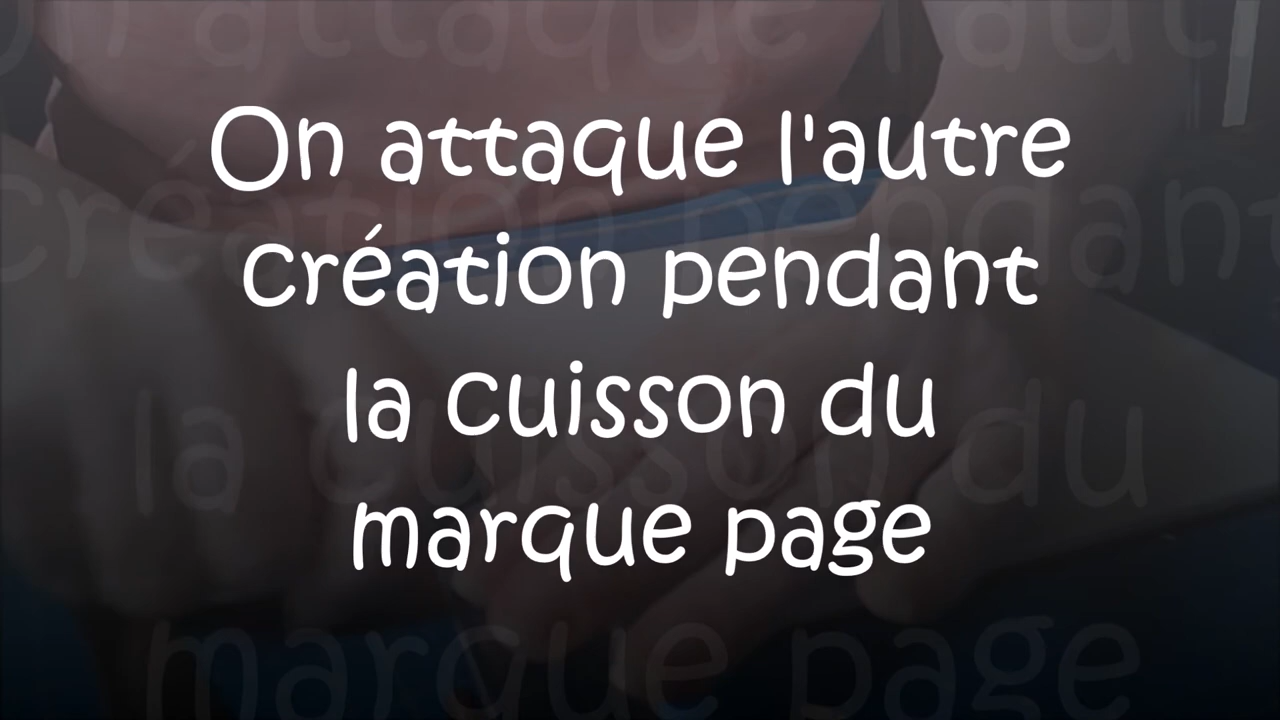 On attaque l'autre
création pendant
la cuisson du
marque page